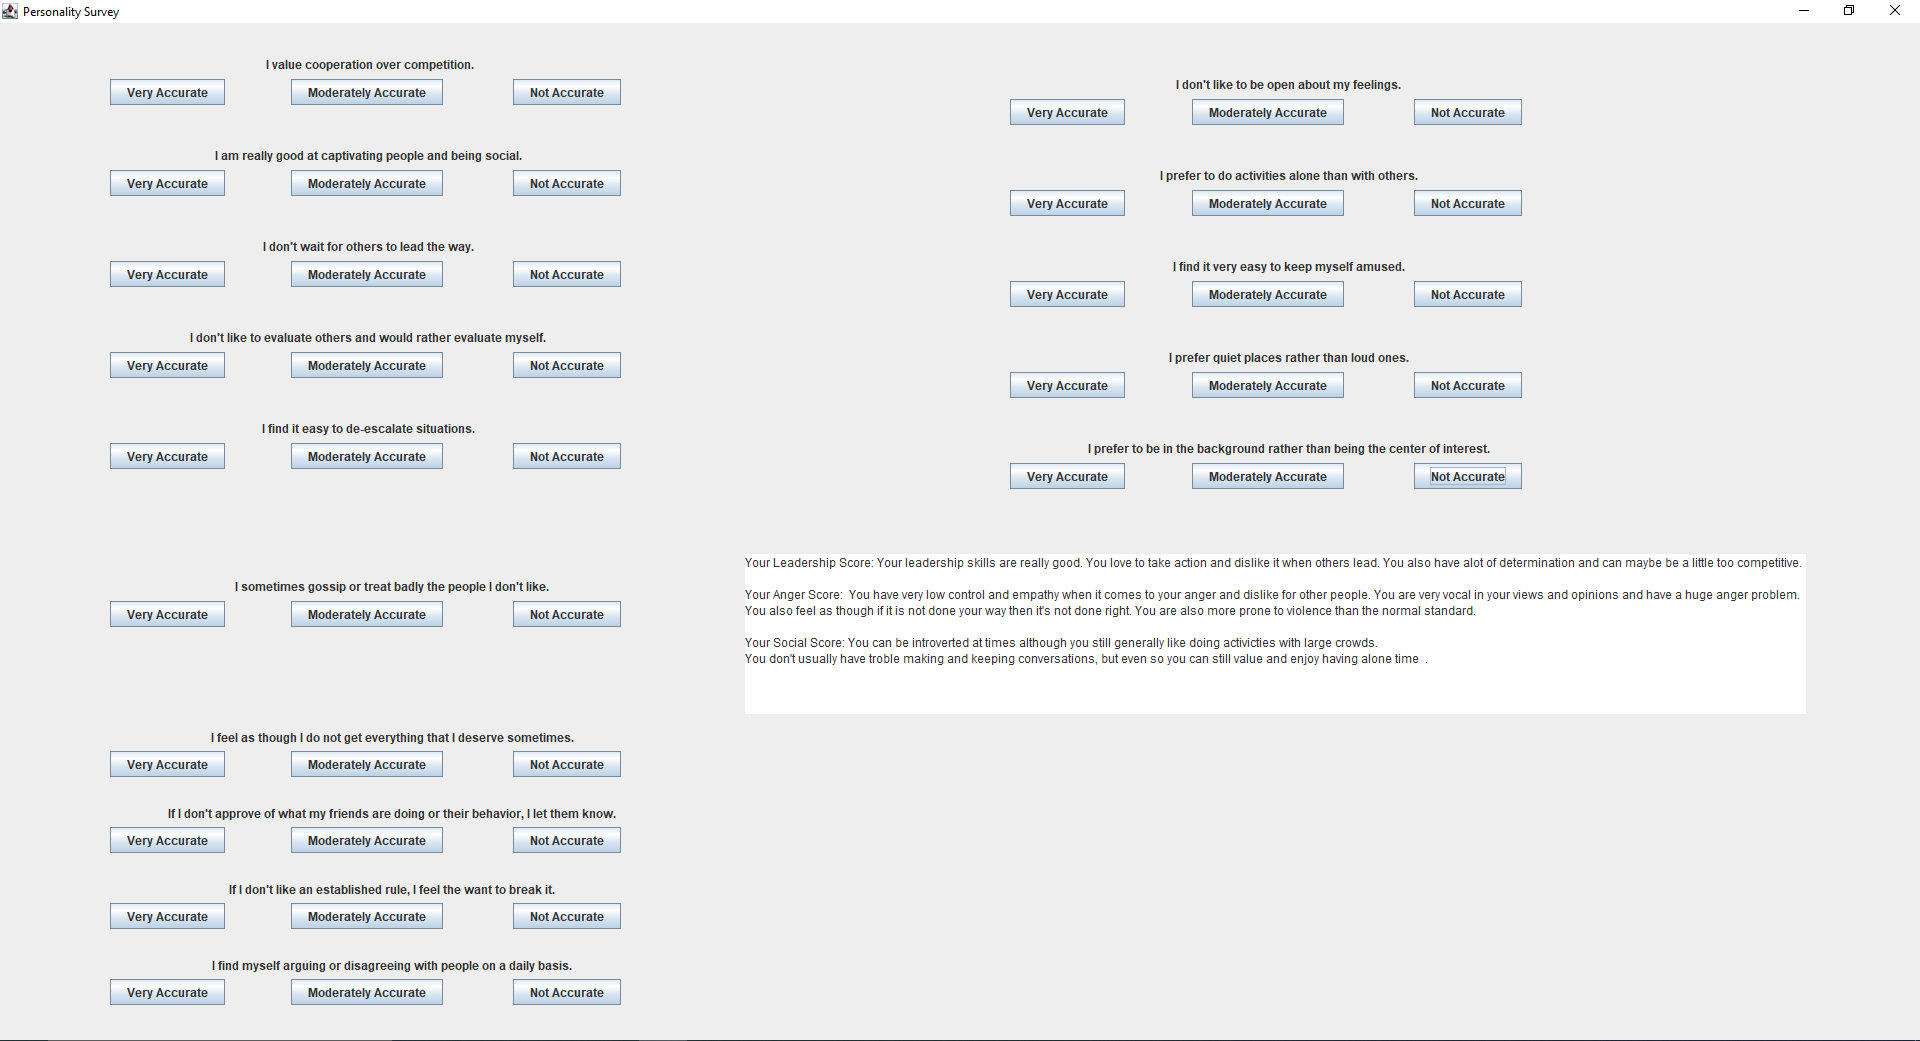 Personality Survey
I value cooperation over competition.
Very Accurate Moderately Accurate Not Accurate
I am really good at captivating people and being social.
Very Accurate Moderately Accurate Not Accurate
I don't wait for others to lead the way.
Very Accurate Moderately Accurate Not Accurate
I don't like to evaluate others and would rather evaluate myself.
Very Accurate Moderately Accurate Not Accurate
I find it easy to de-escalate situations.
Very Accurate Moderately Accurate Not Accurate
I sometimes gossip or treat badly the people I don't like.
Very Accurate Moderately Accurate Not Accurate
I feel as though I do not get everything that I deserve sometimes.
Very Accurate Moderately Accurate Not Accurate
If I don't approve of what my friends are doing or their behavior, I let them know.
Very Accurate Moderately Accurate Not Accurate
If I don't like an established rule, I feel the want to break it.
Very Accurate Moderately Accurate Not Accurate
I find myself arguing or disagreeing with people on a daily basis.
Very Accurate Moderately Accurate Not Accurate
I don't like to be open about my feelings.
Very Accurate Moderately Accurate Not Accurate
I prefer to do activities alone than with others.
Very Accurate Moderately Accurate Not Accurate
I find it very easy to keep myself amused.
Very Accurate Moderately Accurate Not Accurate
I prefer quiet places rather than loud ones.
Very Accurate Moderately Accurate Not Accurate
I prefer to be in the background rather than being the center of interest.
Very Accurate Moderately Accurate Not Accurate
Your Leadership Score: Your leadership skills are really good. You love to take action and dislike it when others lead. You also have alot of determination and can maybe be a little too competitive.
Your Anger Score:  You have very low control and empathy when it comes to your anger and dislike for other people. You are very vocal in your views and opinions and have a huge anger problem.
You also feel as though if it is not done your way then it's not done right. You are also more prone to violence than the normal standard.
Your Social Score: You can be introverted at times although you still generally like doing activicties with large crowds.
You don't usually have troble making and keeping conversations, but even so you can still value and enjoy having alone time  .